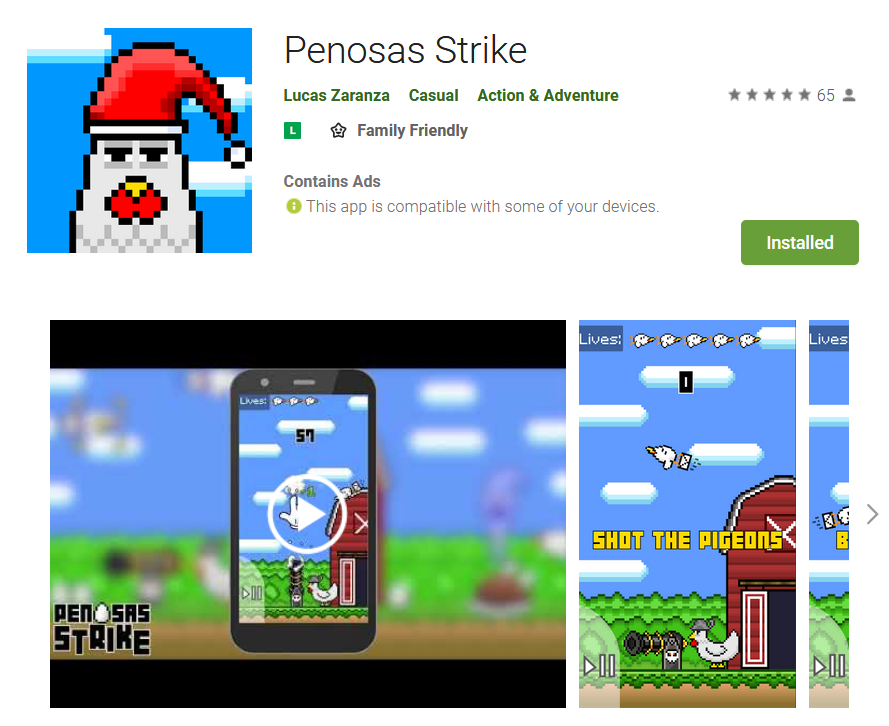 Penosas Strike
Lucas Zaranza Casual Action & Adventure 65
L Family Friendly
Contains Ads
This app is compatible with some of your devices.
Installed
Lives:
57
PENOSAS
STRIKE
Lives:
0
SHOT THE PIGEONS
Lives:
B